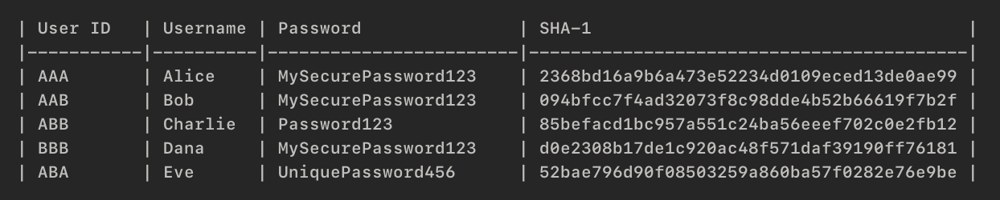 | User ID | Username | Password | SHA-1 |
|-----------|----------|------------------------|------------------------------------------|
| AAA | Alice | MySecurePassword123 | 2368bd16a9b6a473e52234d0109eced13de0ae99 |
| AAB | Bob | MySecurePassword123 | 094bfcc7f4ad32073f8c98dde4b52b66619f7b2f |
| ABB | Charlie | Password123 | 85befacd1bc957a551c24ba56eeef702c0e2fb12 |
| BBB | Dana | MySecurePassword123 | d0e2308b17de1c920ac48f571daf39190ff76181 |
| ABA | Eve | UniquePassword456 | 52bae796d90f08503259a860ba57f0282e76e9be |